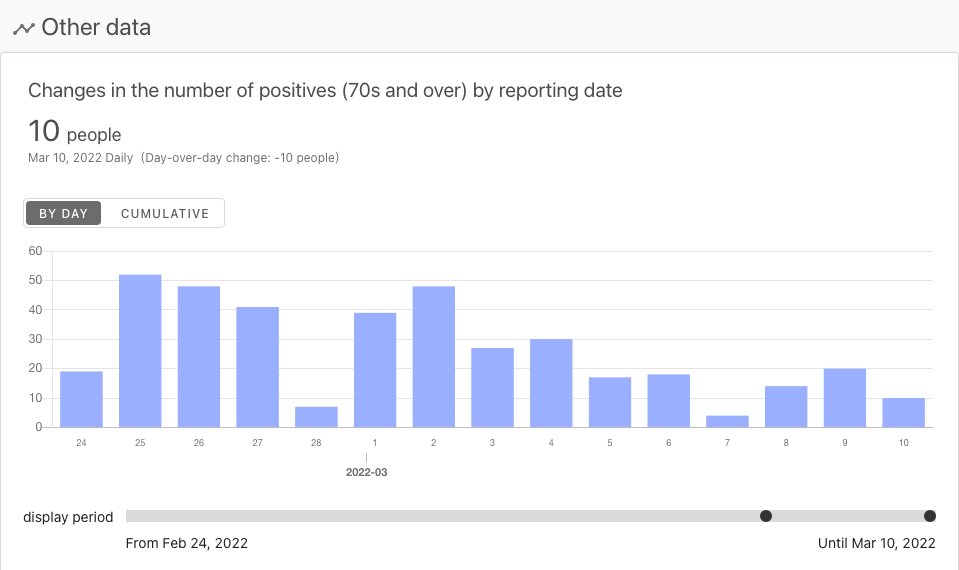 Other data
Changes in the number of positives (70s and over) by reporting date
10 people
Mar 10, 2022 Daily (Day-over-day change: -10 people)
BY DAY CUMULATIVE
60
50
40
30
20
10
0
24 25 26 27 28 1 2 3 4 5 6 7 8 9 10
2022-03
display period
From Feb 24, 2022 Until Mar 10, 2022